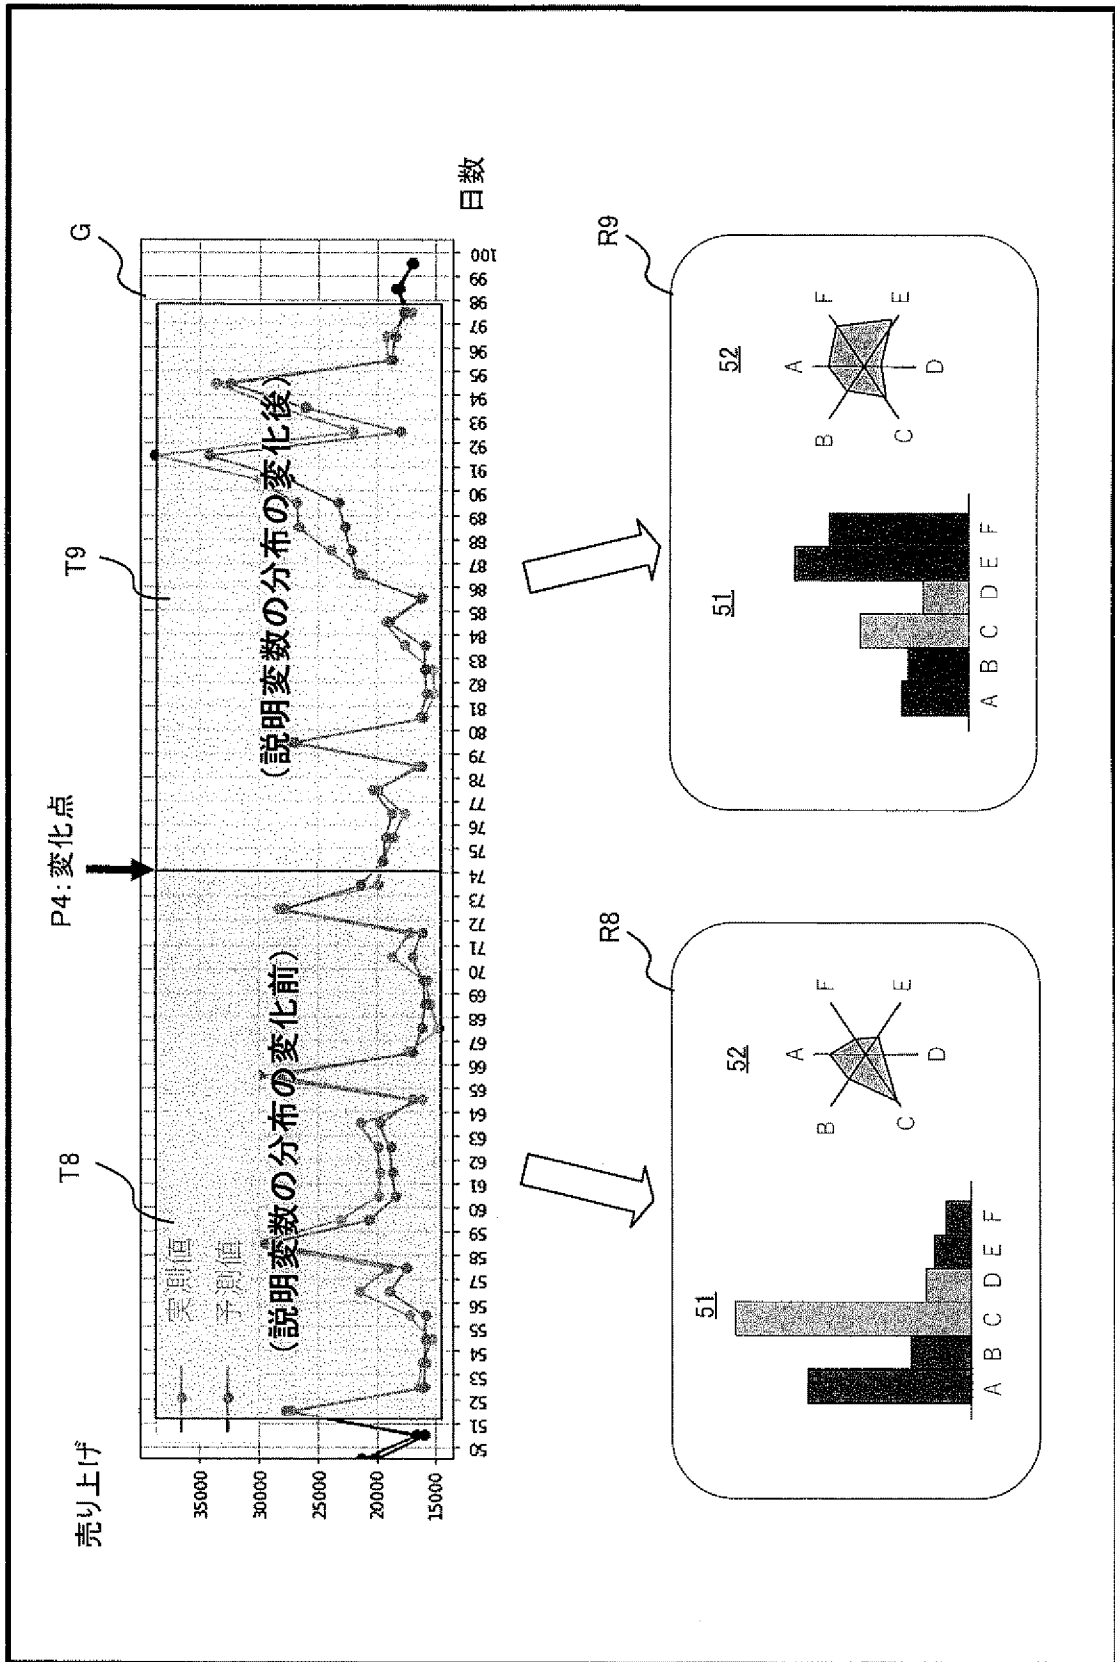 売り上げ
P4:変化点
G
T8
T9
実測値
予測値
(説明変数の分布の変化前)
(説明変数の分布の変化後)
35000
30000
25000
20000
15000
50 51 52 53 54 55 56 57 58 59 60 61 62 63 64 65 66 67 68 69 70 71 72 73 74 75 76 77 78 79 80 81 82 83 84 85 86 87 88 89 90 91 92 93 94 95 96 97 98 99 100
日数
R8
51
A B C D E F
52
A
B
C
D
E
F
R9
51
A B C D E F
52
A
B
C
D
E
F